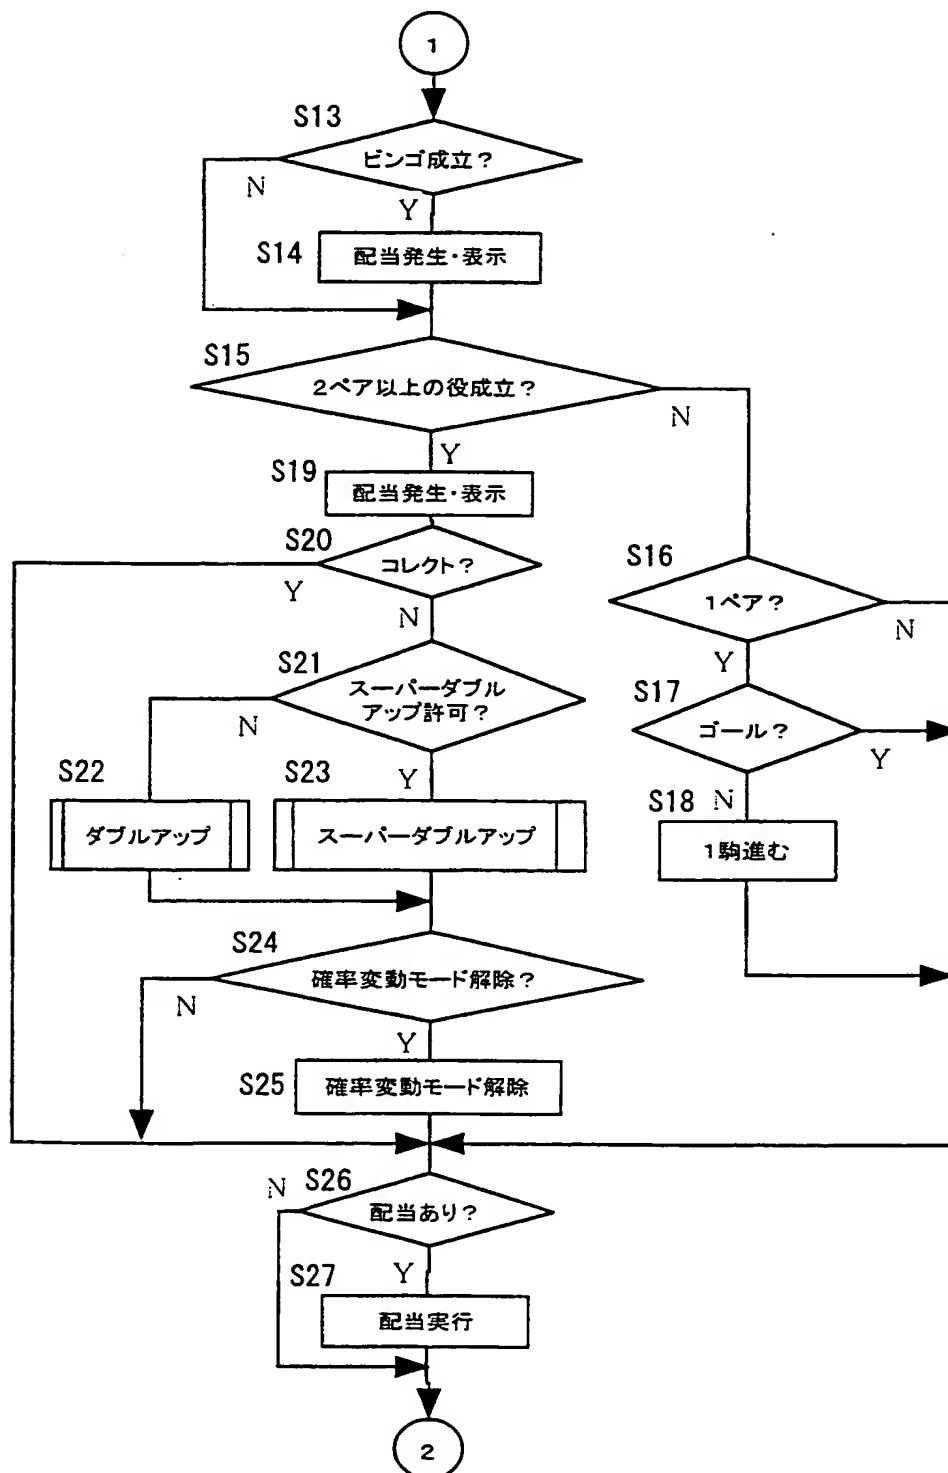 1
S13
ビンゴ成立?
N
Y
S14
配当発生・表示
S15
2ペア以上の役成立?
N
Y
S19
配当発生・表示
S20
コレクト?
Y
N
S16
1ペア?
N
Y
S21
スーパーダブル
アップ許可?
N
Y
S17
ゴール?
Y
N
S22
ダブルアップ
S23
スーパーダブルアップ
S18
1駒進む
S24
確率変動モード解除?
N
Y
S25
確率変動モード解除
S26
配当あり?
N
Y
S27
配当実行
2